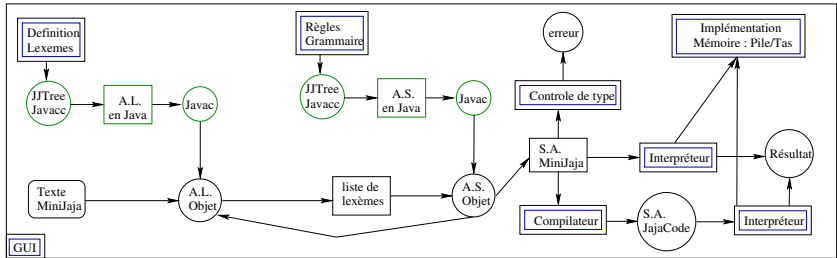 Definition
Lexemes
Règles
Grammaire
erreur
Implémentation
Mémoire : Pile/Tas
JJTree
Javacc
A.L.
en Java
Javac
JJTree
Javacc
A.S.
en Java
Javac
Controle de type
S.A.
MiniJaja
Interpréteur
Résultat
Texte
MiniJaja
A.L.
Objet
liste de
lexèmes
A.S.
Objet
Compilateur
S.A.
JajaCode
Interpréteur
GUI